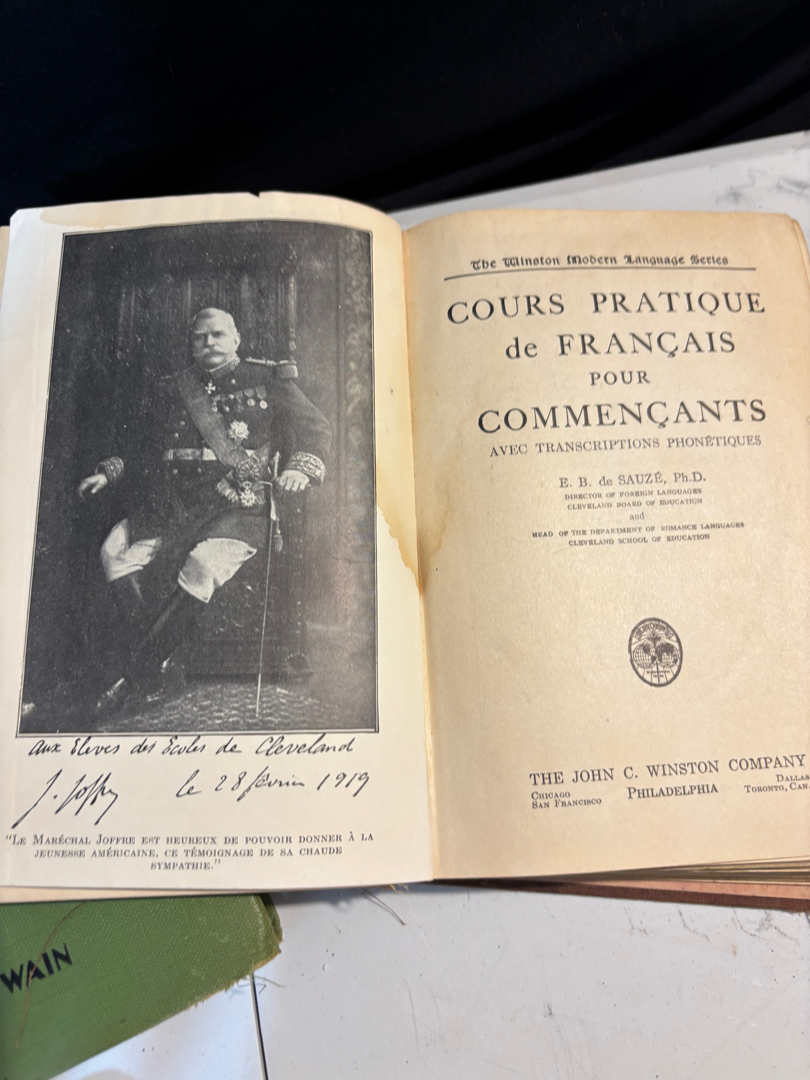 aux Eleves des Ecoles de Cleveland
J. Joffre le 28 février 1919
"Le Maréchal Joffre est heureux de pouvoir donner à la
jeunesse américaine, ce témoignage de sa chaude
sympathie."
The Winston Modern Language Series
COURS PRATIQUE
de FRANÇAIS
POUR
COMMENÇANTS
AVEC TRANSCRIPTIONS PHONÉTIQUES
E. B. de SAUZÉ, Ph.D.
DIRECTOR OF FOREIGN LANGUAGES
CLEVELAND BOARD OF EDUCATION
and
HEAD OF THE DEPARTMENT OF ROMANCE LANGUAGES
CLEVELAND SCHOOL OF EDUCATION
THE JOHN C. WINSTON COMPANY
Chicago PHILADELPHIA Dallas
San Francisco Toronto, Can.
WAIN